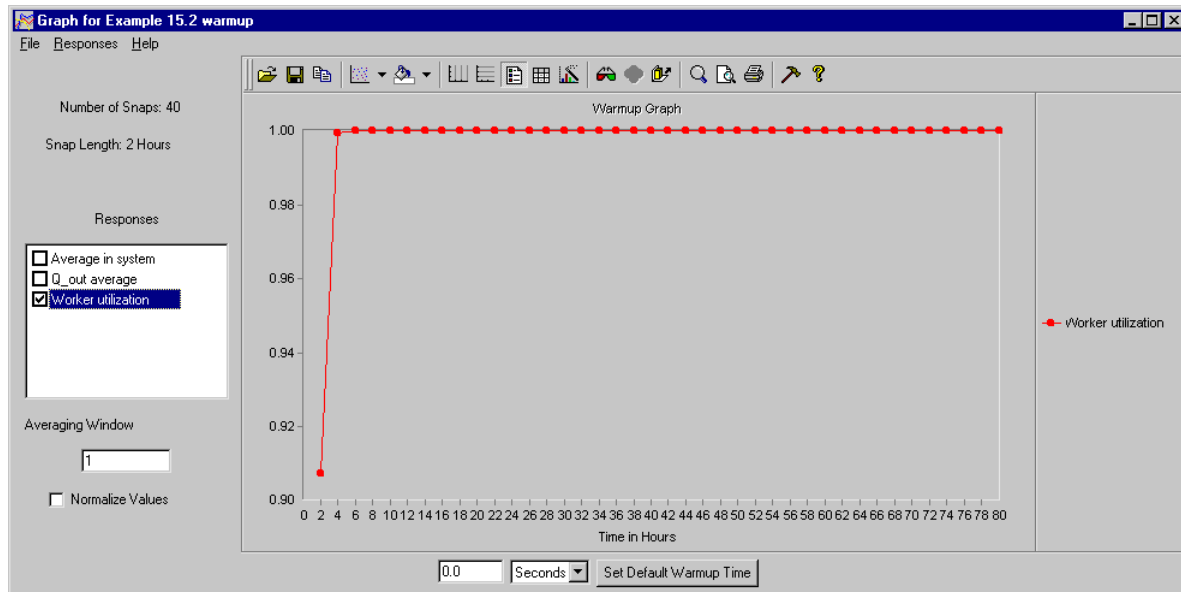 Graph for Example 15.2 warmup
File Responses Help
Number of Snaps: 40
Snap Length: 2 Hours
Responses
Average in system
Q_out average
Worker utilization
Averaging Window
1
Normalize Values
Warmup Graph
1.00
0.98
0.96
0.94
0.92
0.90
0 2 4 6 8 10 12 14 16 18 20 22 24 26 28 30 32 34 36 38 40 42 44 46 48 50 52 54 56 58 60 62 64 66 68 70 72 74 76 78 80
Time in Hours
Worker utilization
0.0 Seconds Set Default Warmup Time